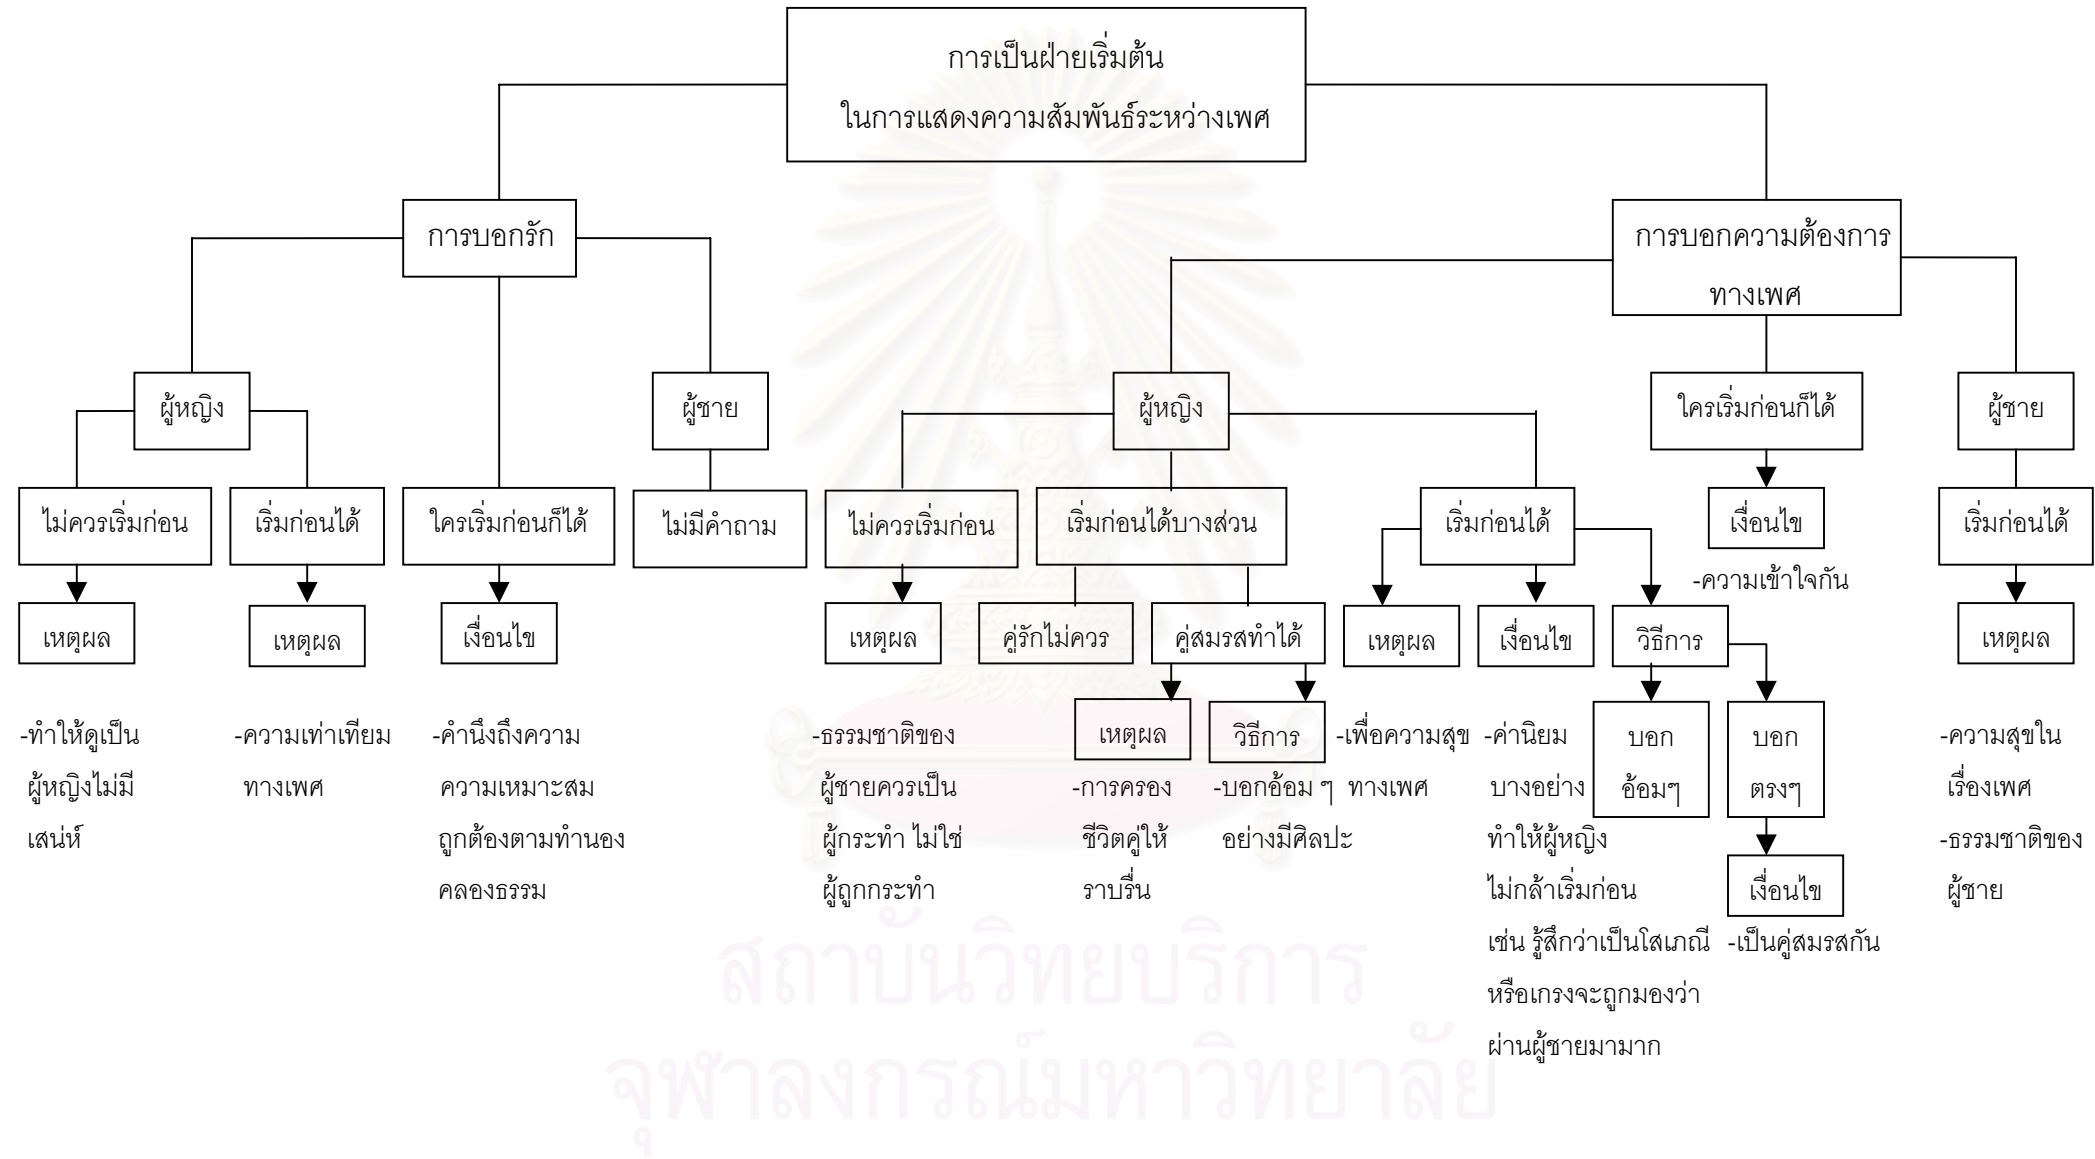 การเป็นฝ่ายเริ่มต้น
ในการแสดงความสัมพันธ์ระหว่างเพศ
การบอกรัก
การบอกความต้องการ
ทางเพศ
ผู้หญิง
ผู้ชาย
ผู้หญิง
ใครเริ่มก่อนก็ได้
ผู้ชาย
ไม่ควรเริ่มก่อน
เริ่มก่อนได้
ใครเริ่มก่อนก็ได้
ไม่มีคำถาม
ไม่ควรเริ่มก่อน
เริ่มก่อนได้บางส่วน
เริ่มก่อนได้
เงื่อนไข
เริ่มก่อนได้
-ความเข้าใจกัน
เหตุผล
เหตุผล
เงื่อนไข
เหตุผล
คู่รักไม่ควร
คู่สมรสทำได้
เหตุผล
เงื่อนไข
วิธีการ
เหตุผล
-ทำให้ดูเป็น
ผู้หญิงไม่มี
เสน่ห์
-ความเท่าเทียม
ทางเพศ
-คำนึงถึงความ
ความเหมาะสม
ถูกต้องตามทำนอง
คลองธรรม
-ธรรมชาติของ
ผู้ชายควรเป็น
ผู้กระทำ ไม่ใช่
ผู้ถูกกระทำ
เหตุผล
-การครอง
ชีวิตคู่ให้
ราบรื่น
วิธีการ
-บอกอ้อม ๆ
อย่างมีศิลปะ
-เพื่อความสุข
ทางเพศ
-ค่านิยม
บางอย่าง
ทำให้ผู้หญิง
ไม่กล้าเริ่มก่อน
เช่น รู้สึกว่าเป็นโสเภณี
หรือเกรงจะถูกมองว่า
ผ่านผู้ชายมามาก
บอก
อ้อมๆ
บอก
ตรงๆ
เงื่อนไข
-เป็นคู่สมรสกัน
-ความสุขใน
เรื่องเพศ
-ธรรมชาติของ
ผู้ชาย
สถาบันวิทยบริการ
จุฬาลงกรณ์มหาวิทยาลัย